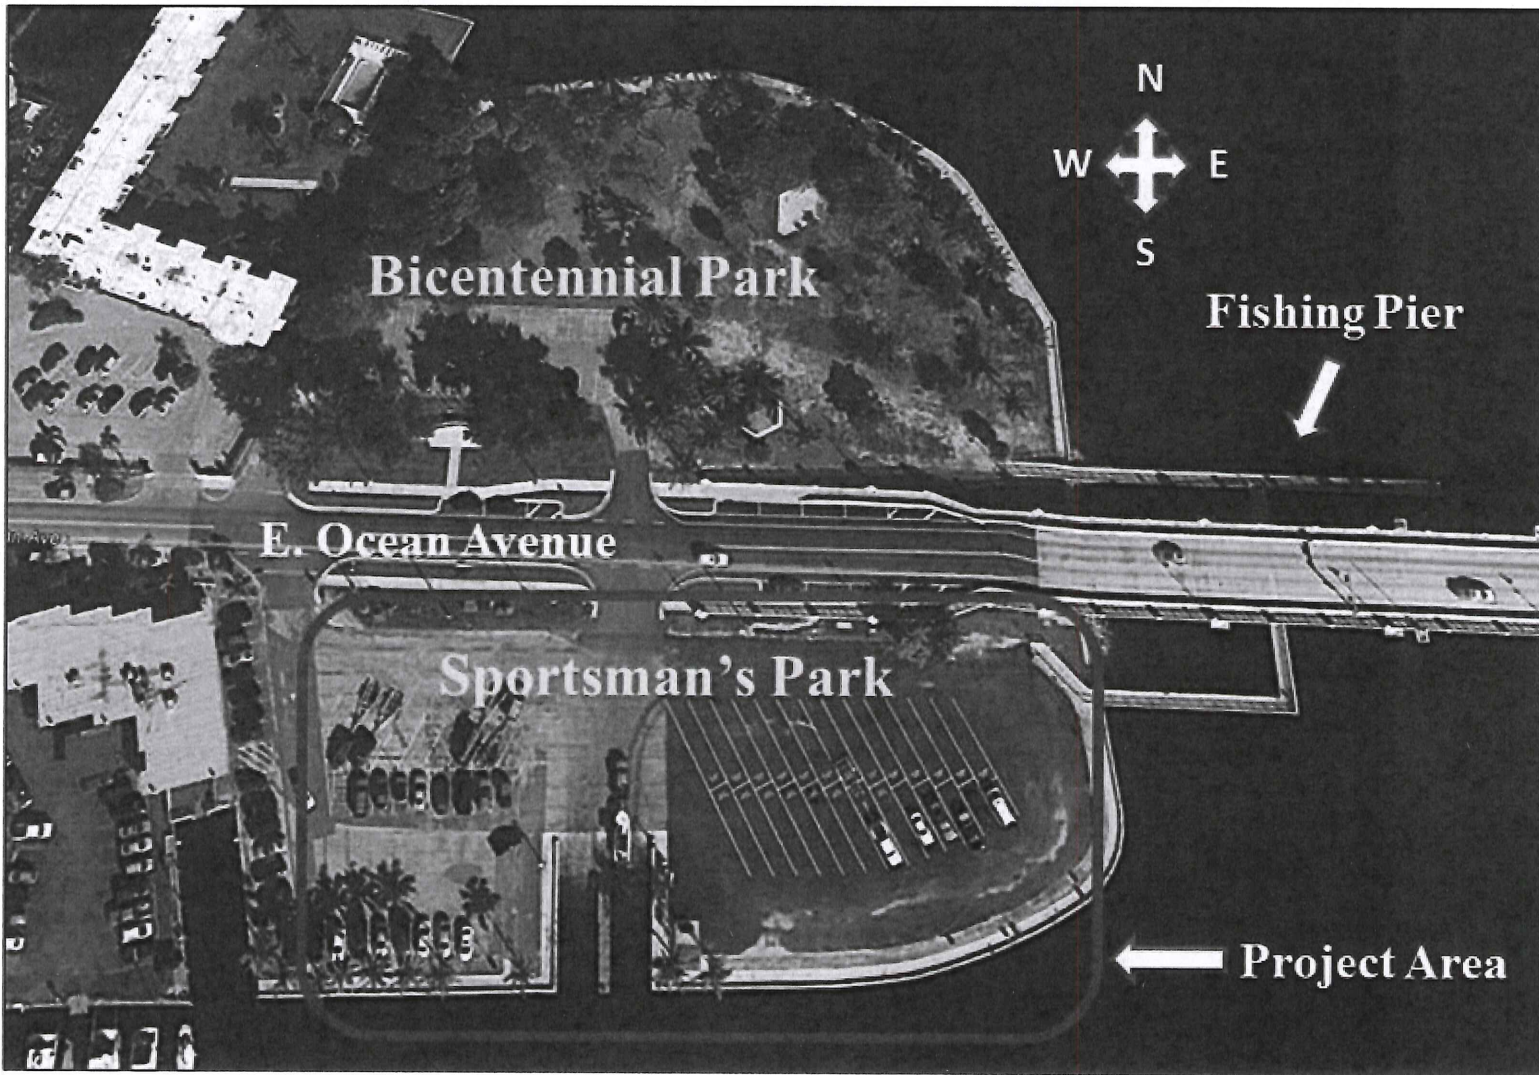 N
W E
S
Bicentennial Park
Fishing Pier
E. Ocean Avenue
Sportsman's Park
Project Area